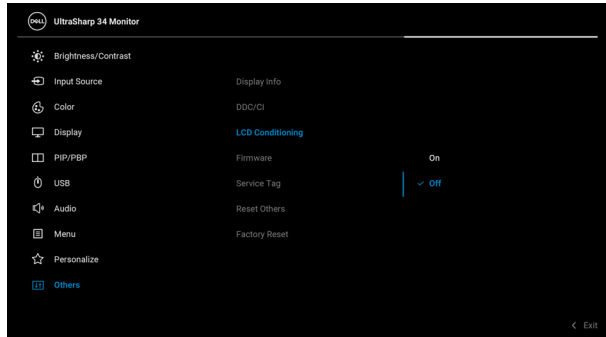 DELL
UltraSharp 34 Monitor
Brightness/Contrast
Input Source
Color
Display
PIP/PBP
USB
Audio
Menu
Personalize
Others
Display Info
DDC/CI
LCD Conditioning
Firmware
Service Tag
Reset Others
Factory Reset
On
Off
Exit